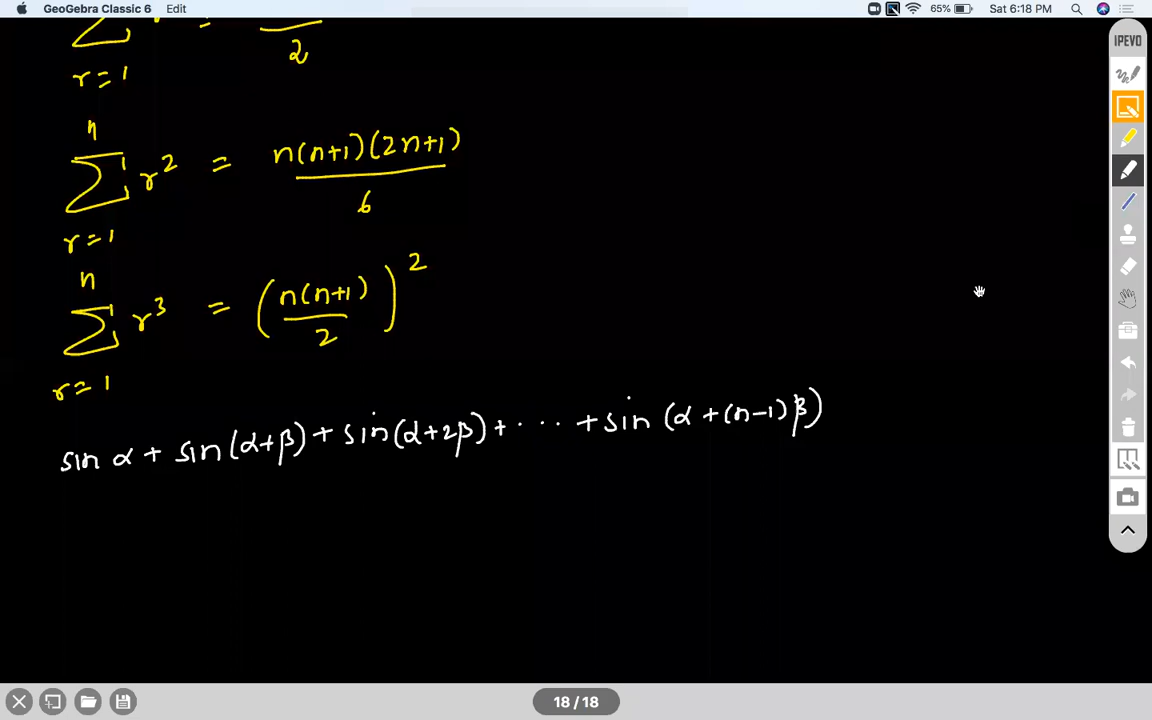 GeoGebra Classic 6 Edit 65% Sat 6:18 PM
IPEVO
∑ r=1 = 2
n ∑ r=1 r² = n(n+1)(2n+1) / 6
n ∑ r=1 r³ = (n(n+1) / 2)²
sin α + sin(α+β) + sin(α+2β) + ... + sin(α+(n-1)β)
18 / 18